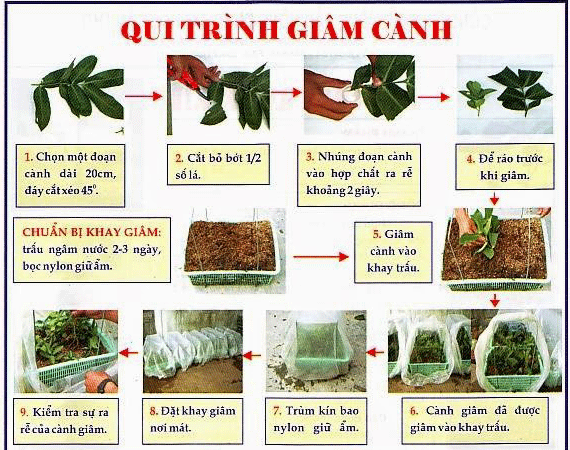 QUI TRÌNH GIÂM CÀNH
1. Chọn một đoạn
cành dài 20cm,
đáy cắt xéo 45⁰.
2. Cắt bỏ bớt 1/2
số lá.
3. Nhúng đoạn cành
vào hợp chất ra rễ
khoảng 2 giây.
4. Để ráo trước
khi giâm.
CHUẨN BỊ KHAY GIÂM:
trấu ngâm nước 2-3 ngày,
bọc nylon giữ ẩm.
5. Giâm
cành vào
khay trấu.
9. Kiểm tra sự ra
rễ của cành giâm.
8. Đặt khay giâm
nơi mát.
7. Trùm kín bao
nylon giữ ẩm.
6. Cành giâm đã được
giâm vào khay trấu.